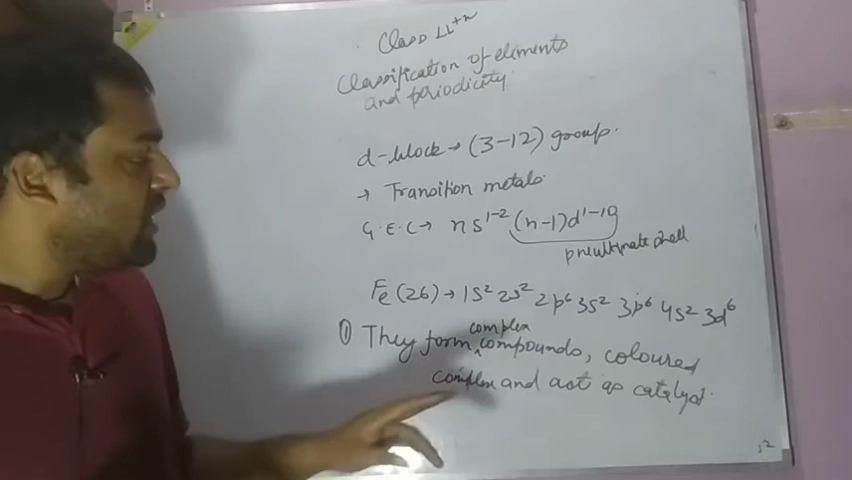 Class 11th
Classification of elements
and periodicity
d-block → (3-12) group.
→ Transition metals.
G.E.C → ns¹⁻² (n-1)d¹⁻¹⁰
penultimate shell
Fe(26) → 1s² 2s² 2p⁶ 3s² 3p⁶ 4s² 3d⁶
① They form complex compounds, coloured
complex and act as catalyst.
s²